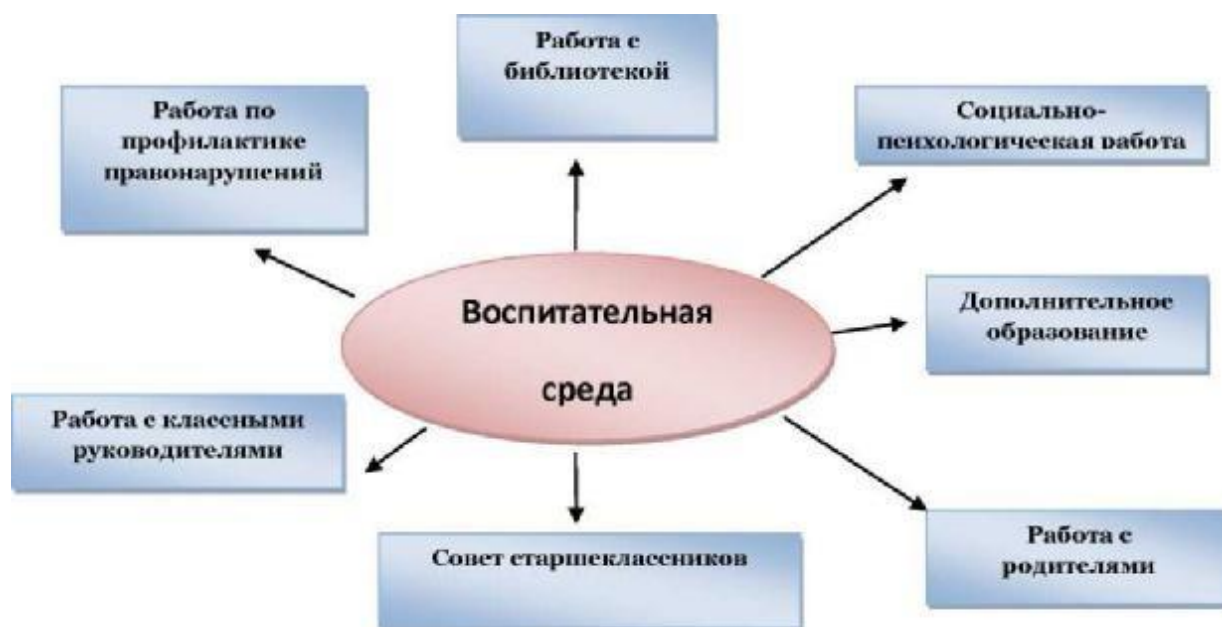 Работа с
библиотекой
Работа по
профилактике
правонарушений
Социально-
психологическая работа
Воспитательная
среда
Дополнительное
образование
Работа с классными
руководителями
Совет старшеклассников
Работа с
родителями